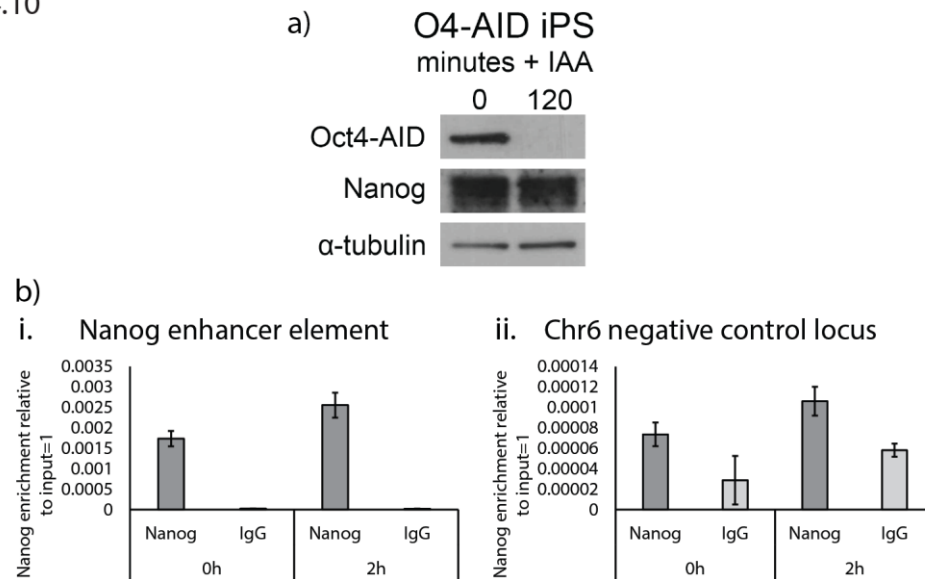 .10
a) O4-AID iPS
minutes + IAA
0 120
Oct4-AID
Nanog
α-tubulin
b)
i. Nanog enhancer element
Nanog enrichment relative
to input=1
0.0035
0.003
0.0025
0.002
0.0015
0.001
0.0005
0
Nanog IgG Nanog IgG
0h 2h
ii. Chr6 negative control locus
Nanog enrichment relative
to input=1
0.00014
0.00012
0.0001
0.00008
0.00006
0.00004
0.00002
0
Nanog IgG Nanog IgG
0h 2h